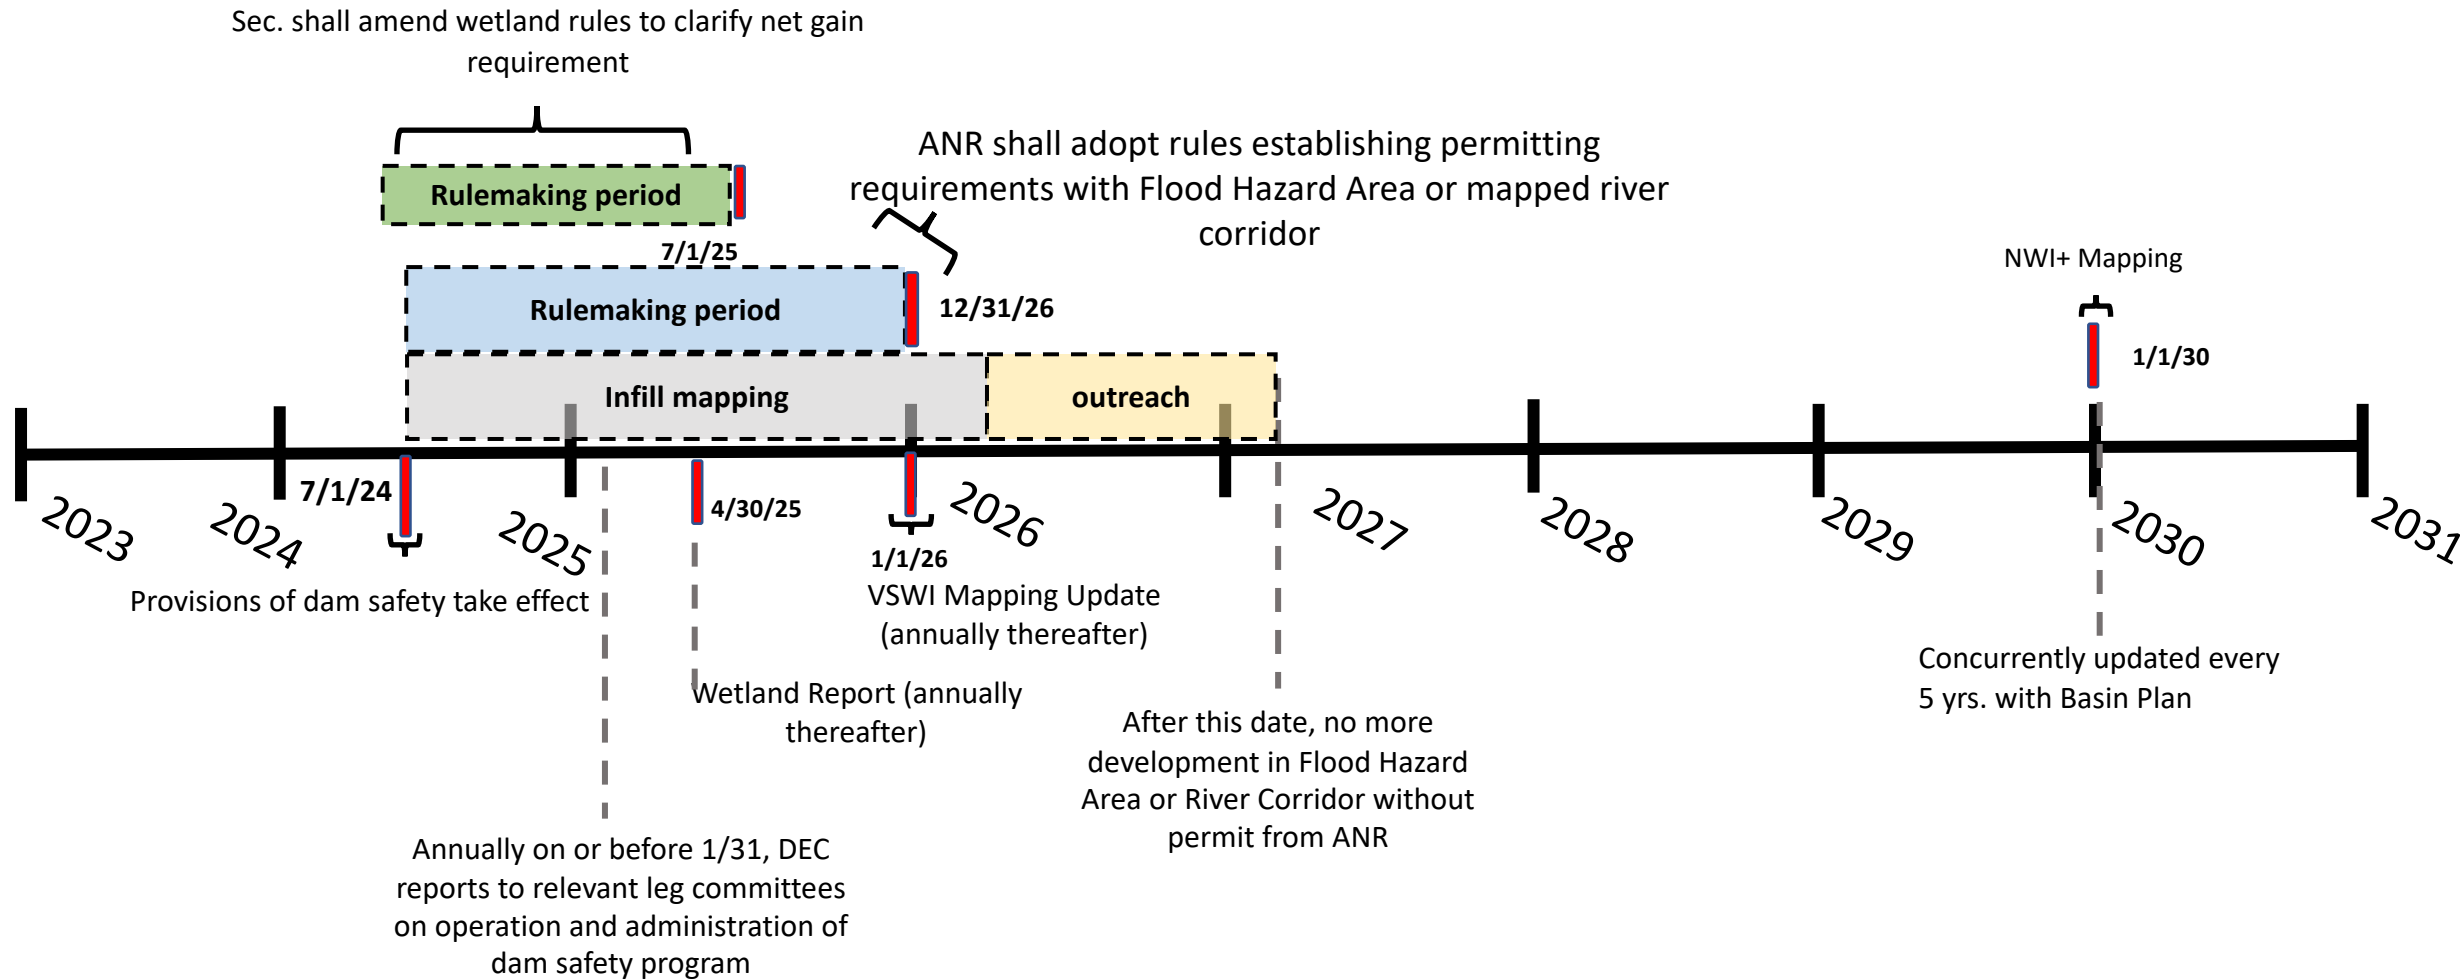 Sec. shall amend wetland rules to clarify net gain
requirement
ANR shall adopt rules establishing permitting
requirements with Flood Hazard Area or mapped river
corridor
Rulemaking period
7/1/25
NWI+ Mapping
Rulemaking period
12/31/26
1/1/30
Infill mapping
outreach
7/1/24
4/30/25
2023
2024
2025
2026
2027
2028
2029
2030
2031
1/1/26
Provisions of dam safety take effect
VSWI Mapping Update
(annually thereafter)
Wetland Report (annually
thereafter)
Concurrently updated every
5 yrs. with Basin Plan
After this date, no more
development in Flood Hazard
Area or River Corridor without
permit from ANR
Annually on or before 1/31, DEC
reports to relevant leg committees
on operation and administration of
dam safety program